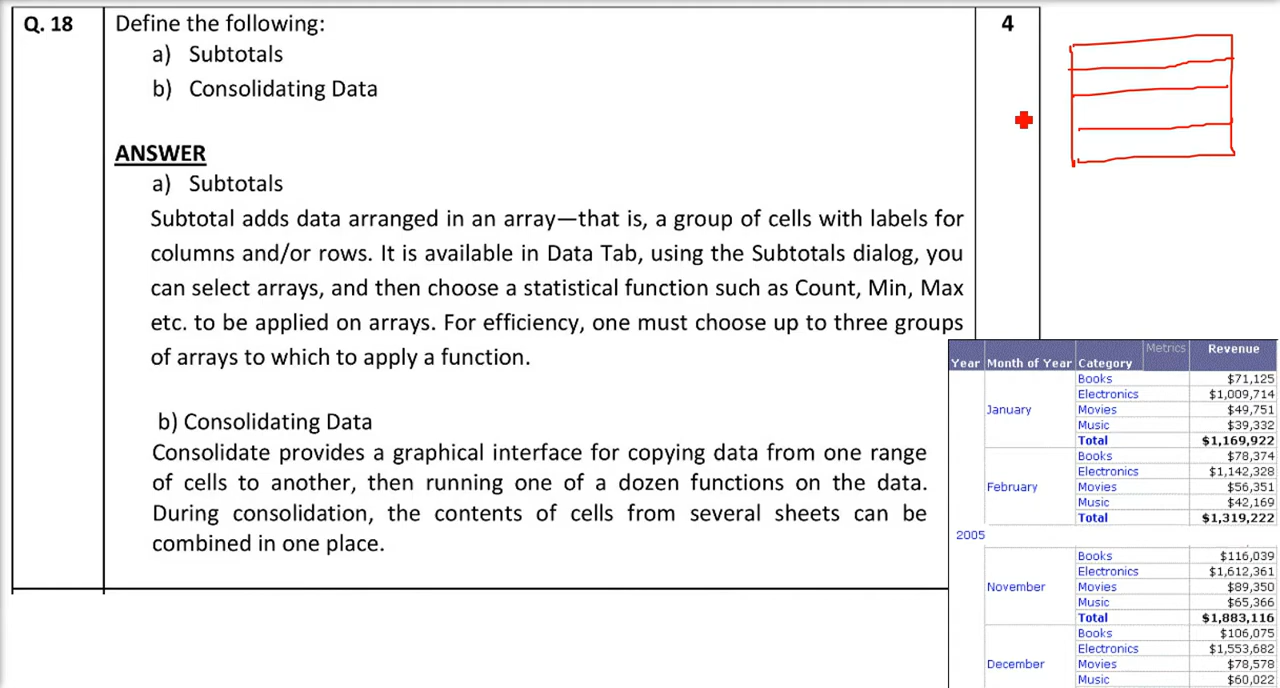 Q. 18 Define the following: 4
a) Subtotals
b) Consolidating Data
ANSWER
a) Subtotals
Subtotal adds data arranged in an array—that is, a group of cells with labels for
columns and/or rows. It is available in Data Tab, using the Subtotals dialog, you
can select arrays, and then choose a statistical function such as Count, Min, Max
etc. to be applied on arrays. For efficiency, one must choose up to three groups
of arrays to which to apply a function.
b) Consolidating Data
Consolidate provides a graphical interface for copying data from one range
of cells to another, then running one of a dozen functions on the data.
During consolidation, the contents of cells from several sheets can be
combined in one place.
Metrics Revenue
Year Month of Year Category
Books $71,125
Electronics $1,009,714
January Movies $49,751
Music $39,332
Total $1,169,922
Books $78,374
Electronics $1,142,328
February Movies $56,351
Music $42,169
Total $1,319,222
2005
Books $116,039
Electronics $1,612,361
November Movies $89,350
Music $65,366
Total $1,883,116
Books $106,075
Electronics $1,553,682
December Movies $78,578
Music $60,022